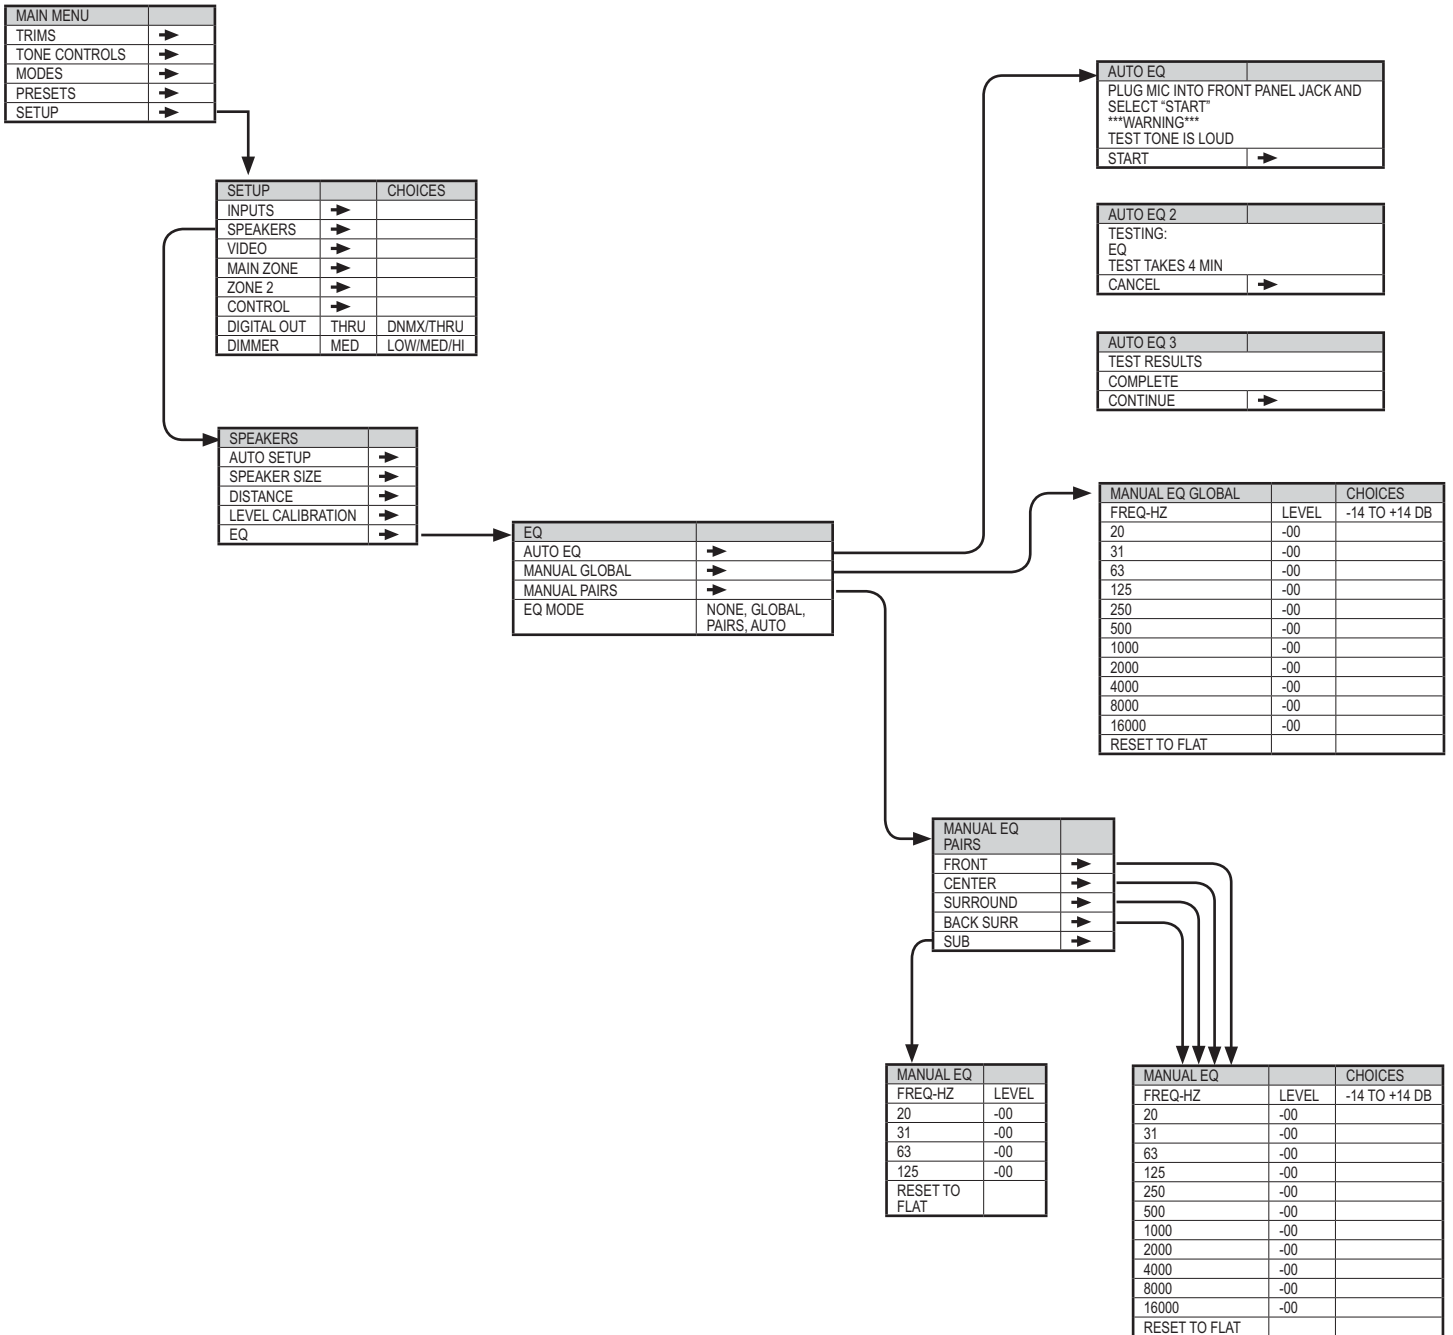 MAIN MENU
TRIMS
TONE CONTROLS
MODES
PRESETS
SETUP
SETUP CHOICES
INPUTS
SPEAKERS
VIDEO
MAIN ZONE
ZONE 2
CONTROL
DIGITAL OUT THRU DNMX/THRU
DIMMER MED LOW/MED/HI
SPEAKERS
AUTO SETUP
SPEAKER SIZE
DISTANCE
LEVEL CALIBRATION
EQ
EQ
AUTO EQ
MANUAL GLOBAL
MANUAL PAIRS
EQ MODE NONE, GLOBAL,
PAIRS, AUTO
AUTO EQ
PLUG MIC INTO FRONT PANEL JACK AND
SELECT “START”
***WARNING***
TEST TONE IS LOUD
START
AUTO EQ 2
TESTING:
EQ
TEST TAKES 4 MIN
CANCEL
AUTO EQ 3
TEST RESULTS
COMPLETE
CONTINUE
MANUAL EQ GLOBAL CHOICES
FREQ-HZ LEVEL -14 TO +14 DB
20 -00
31 -00
63 -00
125 -00
250 -00
500 -00
1000 -00
2000 -00
4000 -00
8000 -00
16000 -00
RESET TO FLAT
MANUAL EQ
PAIRS
FRONT
CENTER
SURROUND
BACK SURR
SUB
MANUAL EQ
FREQ-HZ LEVEL
20 -00
31 -00
63 -00
125 -00
RESET TO
FLAT
MANUAL EQ CHOICES
FREQ-HZ LEVEL -14 TO +14 DB
20 -00
31 -00
63 -00
125 -00
250 -00
500 -00
1000 -00
2000 -00
4000 -00
8000 -00
16000 -00
RESET TO FLAT